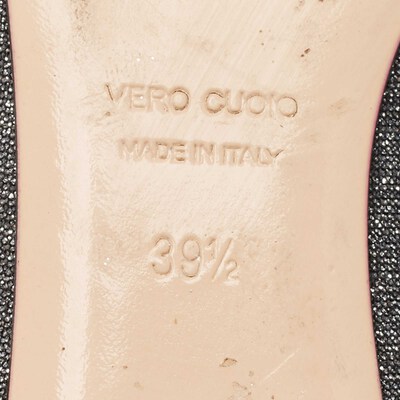 VERO CUOIO
MADE IN ITALY
39½